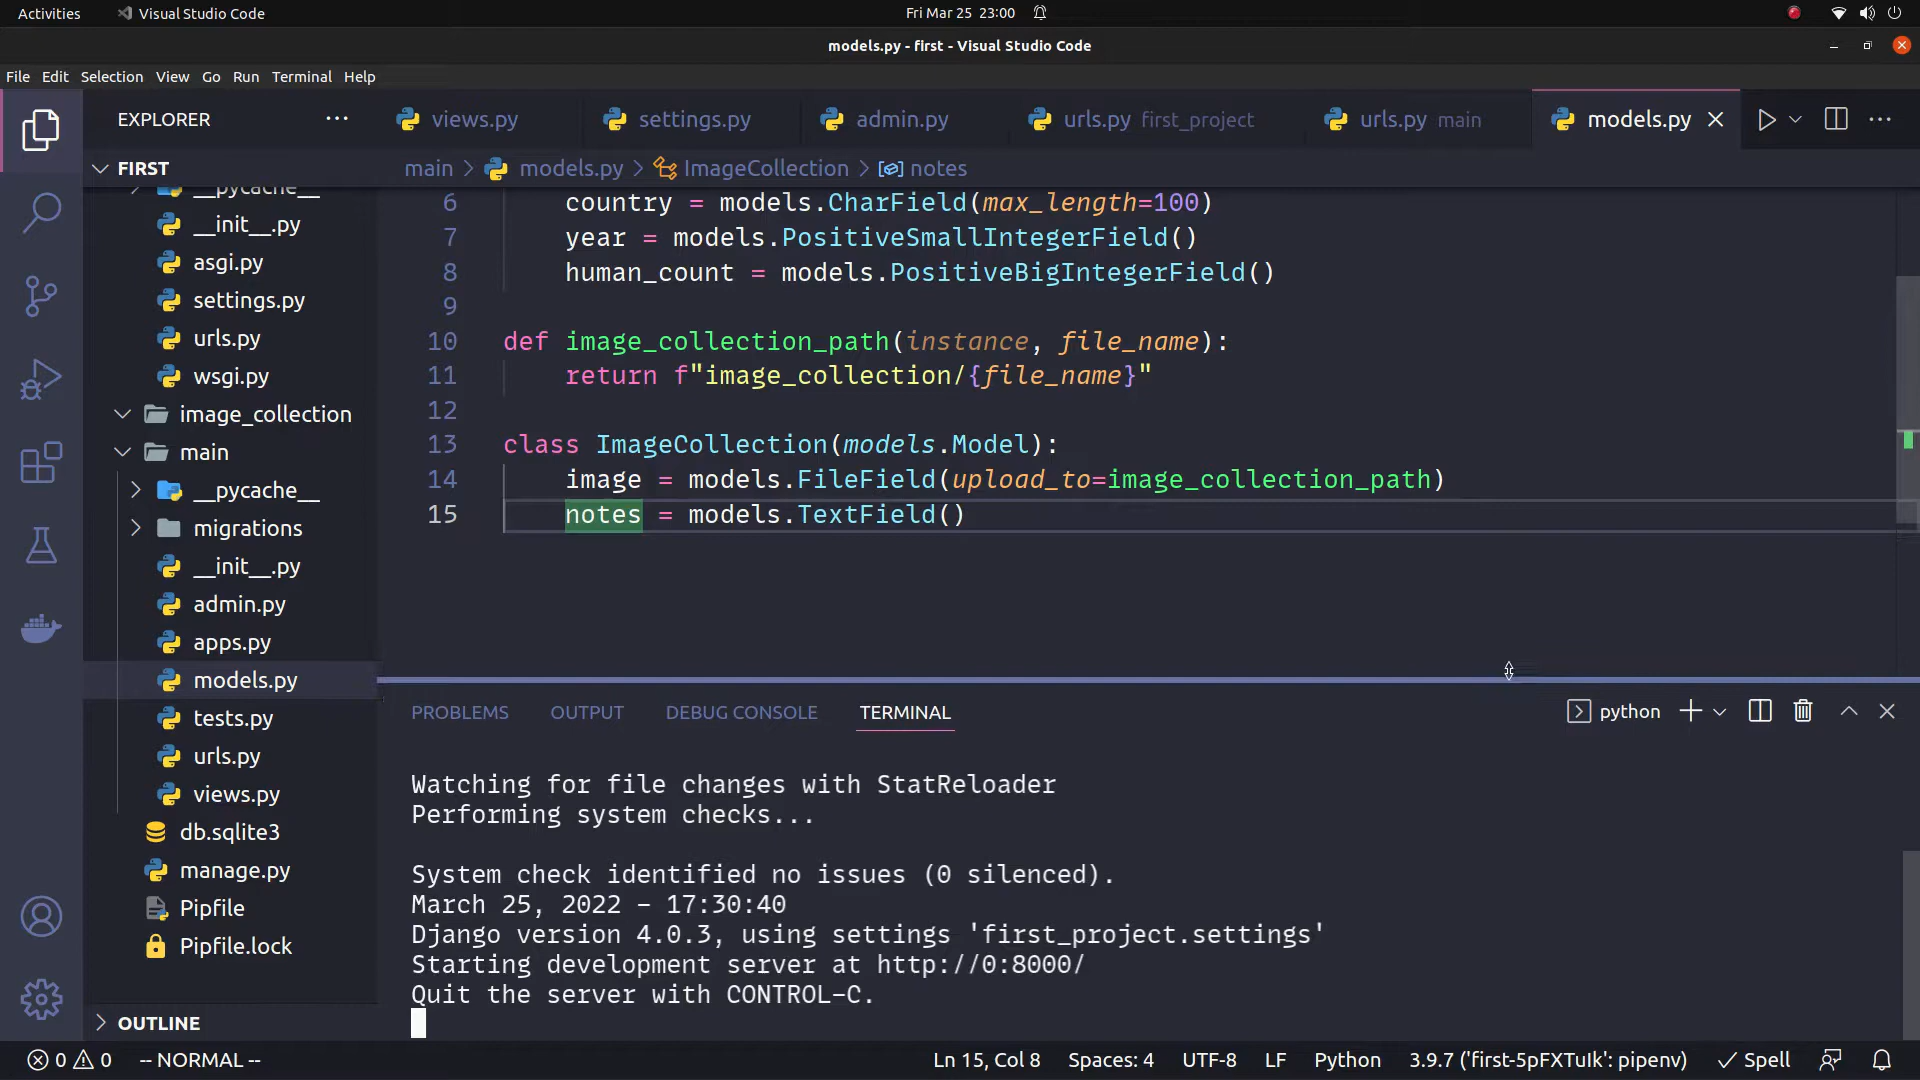 Activities
Visual Studio Code
Fri Mar 25 23:00
models.py - first - Visual Studio Code
File Edit Selection View Go Run Terminal Help
EXPLORER
views.py
settings.py
admin.py
urls.py first_project
urls.py main
models.py
FIRST
main > models.py > ImageCollection > notes
__pycache__
__init__.py
asgi.py
settings.py
urls.py
wsgi.py
image_collection
main
__pycache__
migrations
__init__.py
admin.py
apps.py
models.py
tests.py
urls.py
views.py
db.sqlite3
manage.py
Pipfile
Pipfile.lock
OUTLINE
6 country = models.CharField(max_length=100)
7 year = models.PositiveSmallIntegerField()
8 human_count = models.PositiveBigIntegerField()
9
10 def image_collection_path(instance, file_name):
11 return f"image_collection/{file_name}"
12
13 class ImageCollection(models.Model):
14 image = models.FileField(upload_to=image_collection_path)
15 notes = models.TextField()
PROBLEMS OUTPUT DEBUG CONSOLE TERMINAL
python
Watching for file changes with StatReloader
Performing system checks...
System check identified no issues (0 silenced).
March 25, 2022 - 17:30:40
Django version 4.0.3, using settings 'first_project.settings'
Starting development server at http://0:8000/
Quit the server with CONTROL-C.
0 0 -- NORMAL --
Ln 15, Col 8 Spaces: 4 UTF-8 LF Python 3.9.7 ('first-5pFXTuIk': pipenv) Spell